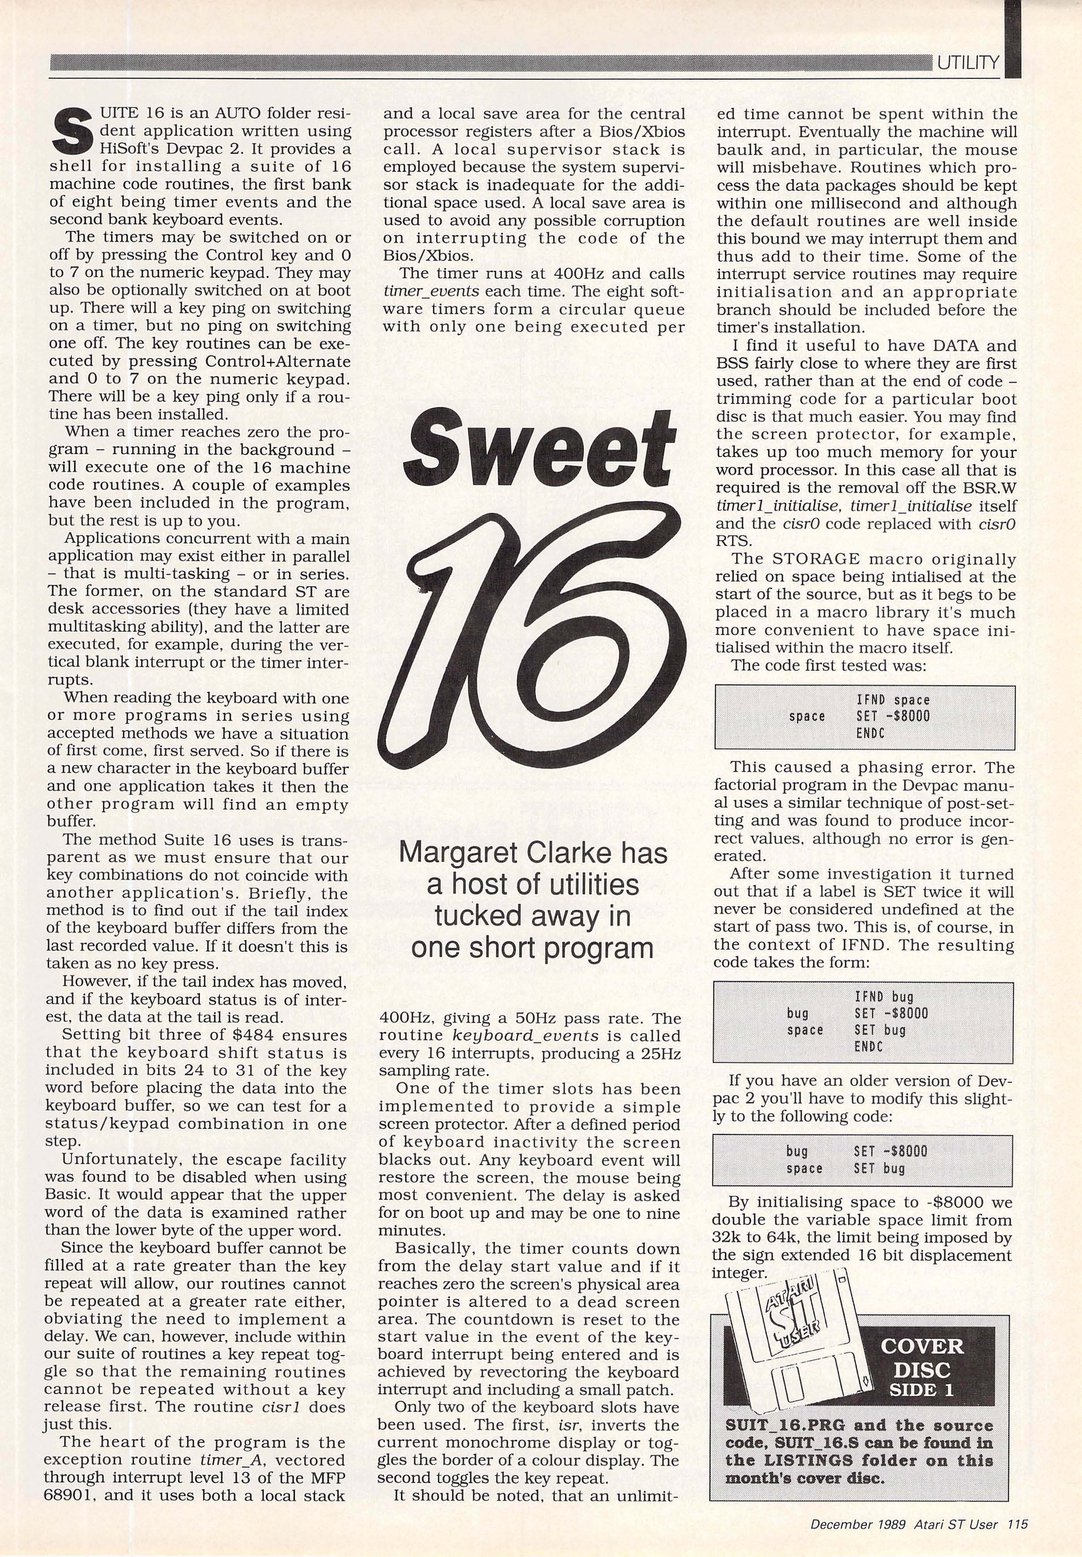 UTILITY
SUITE 16 is an AUTO folder resi-
dent application written using
HiSoft's Devpac 2. It provides a
shell for installing a suite of 16
machine code routines, the first bank
of eight being timer events and the
second bank keyboard events.
The timers may be switched on or
off by pressing the Control key and 0
to 7 on the numeric keypad. They may
also be optionally switched on at boot
up. There will a key ping on switching
on a timer, but no ping on switching
one off. The key routines can be exe-
cuted by pressing Control+Alternate
and 0 to 7 on the numeric keypad.
There will be a key ping only if a rou-
tine has been installed.
When a timer reaches zero the pro-
gram – running in the background –
will execute one of the 16 machine
code routines. A couple of examples
have been included in the program,
but the rest is up to you.
Applications concurrent with a main
application may exist either in parallel
– that is multi-tasking – or in series.
The former, on the standard ST are
desk accessories (they have a limited
multitasking ability), and the latter are
executed, for example, during the ver-
tical blank interrupt or the timer inter-
rupts.
When reading the keyboard with one
or more programs in series using
accepted methods we have a situation
of first come, first served. So if there is
a new character in the keyboard buffer
and one application takes it then the
other program will find an empty
buffer.
The method Suite 16 uses is trans-
parent as we must ensure that our
key combinations do not coincide with
another application's. Briefly, the
method is to find out if the tail index
of the keyboard buffer differs from the
last recorded value. If it doesn't this is
taken as no key press.
However, if the tail index has moved,
and if the keyboard status is of inter-
est, the data at the tail is read.
Setting bit three of $484 ensures
that the keyboard shift status is
included in bits 24 to 31 of the key
word before placing the data into the
keyboard buffer, so we can test for a
status/keypad combination in one
step.
Unfortunately, the escape facility
was found to be disabled when using
Basic. It would appear that the upper
word of the data is examined rather
than the lower byte of the upper word.
Since the keyboard buffer cannot be
filled at a rate greater than the key
repeat will allow, our routines cannot
be repeated at a greater rate either,
obviating the need to implement a
delay. We can, however, include within
our suite of routines a key repeat tog-
gle so that the remaining routines
cannot be repeated without a key
release first. The routine cisr1 does
just this.
The heart of the program is the
exception routine timer_A, vectored
through interrupt level 13 of the MFP
68901, and it uses both a local stack
and a local save area for the central
processor registers after a Bios/Xbios
call. A local supervisor stack is
employed because the system supervi-
sor stack is inadequate for the addi-
tional space used. A local save area is
used to avoid any possible corruption
on interrupting the code of the
Bios/Xbios.
The timer runs at 400Hz and calls
timer_events each time. The eight soft-
ware timers form a circular queue
with only one being executed per
Sweet
16
Margaret Clarke has
a host of utilities
tucked away in
one short program
400Hz, giving a 50Hz pass rate. The
routine keyboard_events is called
every 16 interrupts, producing a 25Hz
sampling rate.
One of the timer slots has been
implemented to provide a simple
screen protector. After a defined period
of keyboard inactivity the screen
blacks out. Any keyboard event will
restore the screen, the mouse being
most convenient. The delay is asked
for on boot up and may be one to nine
minutes.
Basically, the timer counts down
from the delay start value and if it
reaches zero the screen's physical area
pointer is altered to a dead screen
area. The countdown is reset to the
start value in the event of the key-
board interrupt being entered and is
achieved by revectoring the keyboard
interrupt and including a small patch.
Only two of the keyboard slots have
been used. The first, isr, inverts the
current monochrome display or tog-
gles the border of a colour display. The
second toggles the key repeat.
It should be noted, that an unlimit-
ed time cannot be spent within the
interrupt. Eventually the machine will
baulk and, in particular, the mouse
will misbehave. Routines which pro-
cess the data packages should be kept
within one millisecond and although
the default routines are well inside
this bound we may interrupt them and
thus add to their time. Some of the
interrupt service routines may require
initialisation and an appropriate
branch should be included before the
timer's installation.
I find it useful to have DATA and
BSS fairly close to where they are first
used, rather than at the end of code –
trimming code for a particular boot
disc is that much easier. You may find
the screen protector, for example,
takes up too much memory for your
word processor. In this case all that is
required is the removal off the BSR.W
timer1_initialise, timer1_initialise itself
and the cisr0 code replaced with cisr0
RTS.
The STORAGE macro originally
relied on space being intialised at the
start of the source, but as it begs to be
placed in a macro library it's much
more convenient to have space ini-
tialised within the macro itself.
The code first tested was:
IFND space
space SET -$8000
ENDC
This caused a phasing error. The
factorial program in the Devpac manu-
al uses a similar technique of post-set-
ting and was found to produce incor-
rect values, although no error is gen-
erated.
After some investigation it turned
out that if a label is SET twice it will
never be considered undefined at the
start of pass two. This is, of course, in
the context of IFND. The resulting
code takes the form:
IFND bug
bug SET -$8000
space SET bug
ENDC
If you have an older version of Dev-
pac 2 you'll have to modify this slight-
ly to the following code:
bug SET -$8000
space SET bug
By initialising space to -$8000 we
double the variable space limit from
32k to 64k, the limit being imposed by
the sign extended 16 bit displacement
integer.
ATARI
ST
USER
COVER
DISC
SIDE 1
SUIT_16.PRG and the source
code, SUIT_16.S can be found in
the LISTINGS folder on this
month's cover disc.
December 1989 Atari ST User 115